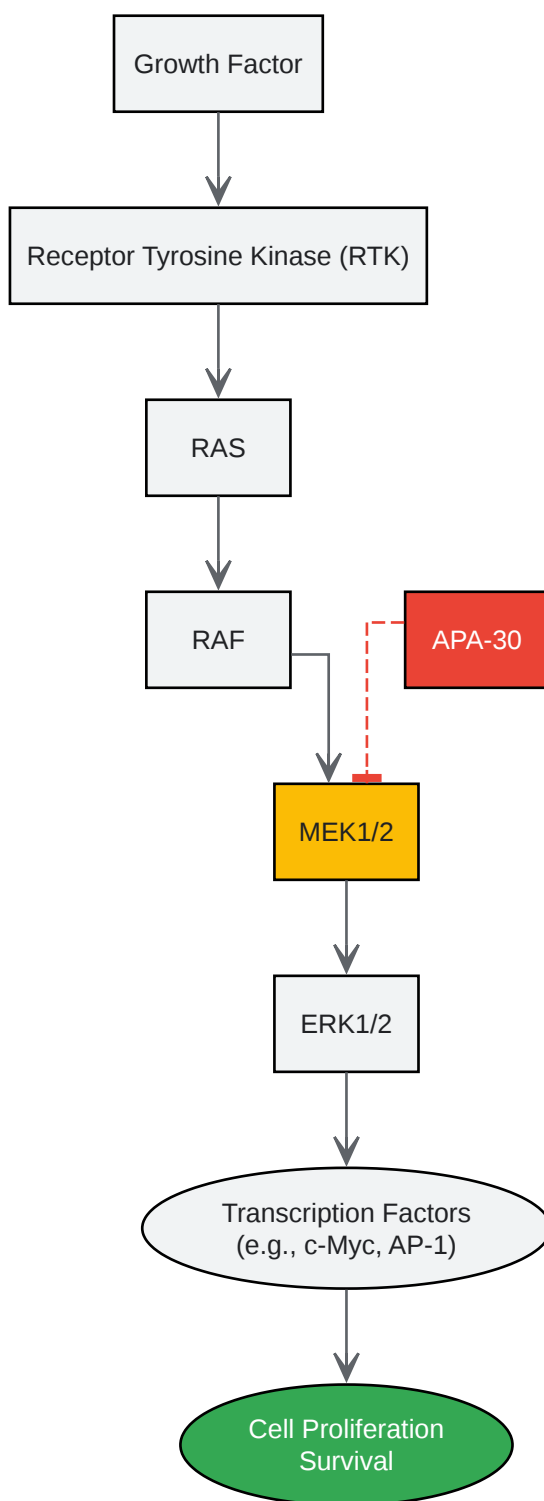 Growth Factor
Receptor Tyrosine Kinase (RTK)
RAS
RAF
APA-30
MEK1/2
ERK1/2
Transcription Factors
(e.g., c-Myc, AP-1)
Cell Proliferation
Survival